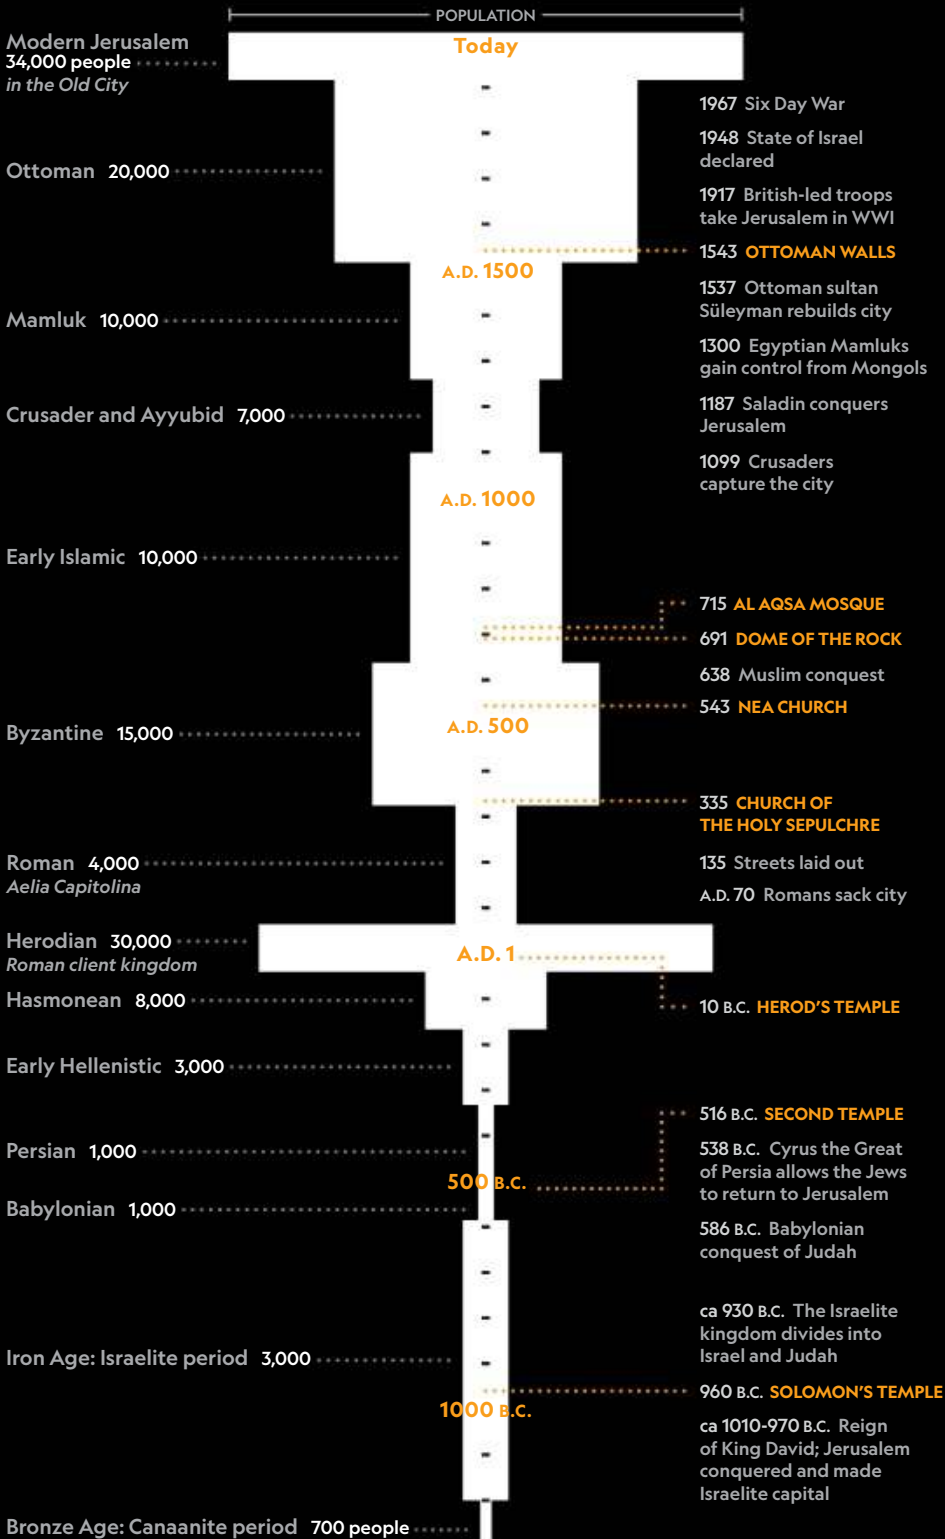 POPULATION
Modern Jerusalem
34,000 people
in the Old City
Today
1967 Six Day War
1948 State of Israel
declared
Ottoman 20,000
1917 British-led troops
take Jerusalem in WWI
1543 OTTOMAN WALLS
A.D. 1500
1537 Ottoman sultan
Süleyman rebuilds city
Mamluk 10,000
1300 Egyptian Mamluks
gain control from Mongols
Crusader and Ayyubid 7,000
1187 Saladin conquers
Jerusalem
1099 Crusaders
capture the city
A.D. 1000
Early Islamic 10,000
715 AL AQSA MOSQUE
691 DOME OF THE ROCK
638 Muslim conquest
543 NEA CHURCH
A.D. 500
Byzantine 15,000
335 CHURCH OF
THE HOLY SEPULCHRE
Roman 4,000
Aelia Capitolina
135 Streets laid out
A.D. 70 Romans sack city
Herodian 30,000
Roman client kingdom
A.D. 1
Hasmonean 8,000
10 B.C. HEROD'S TEMPLE
Early Hellenistic 3,000
516 B.C. SECOND TEMPLE
Persian 1,000
538 B.C. Cyrus the Great
of Persia allows the Jews
to return to Jerusalem
500 B.C.
Babylonian 1,000
586 B.C. Babylonian
conquest of Judah
ca 930 B.C. The Israelite
kingdom divides into
Israel and Judah
Iron Age: Israelite period 3,000
960 B.C. SOLOMON'S TEMPLE
1000 B.C.
ca 1010-970 B.C. Reign
of King David; Jerusalem
conquered and made
Israelite capital
Bronze Age: Canaanite period 700 people